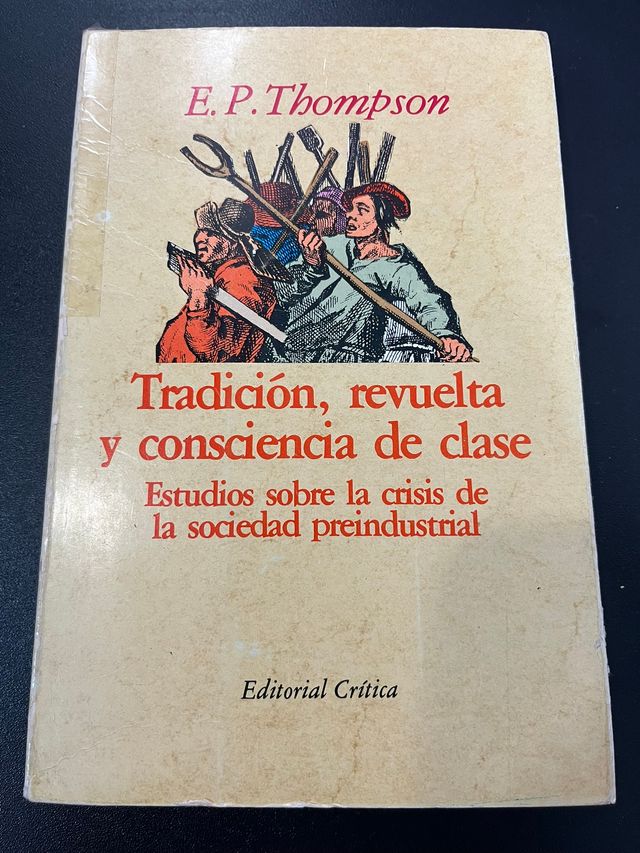 E. P. Thompson
Tradición, revuelta
y consciencia de clase
Estudios sobre la crisis de
la sociedad preindustrial
Editorial Crítica